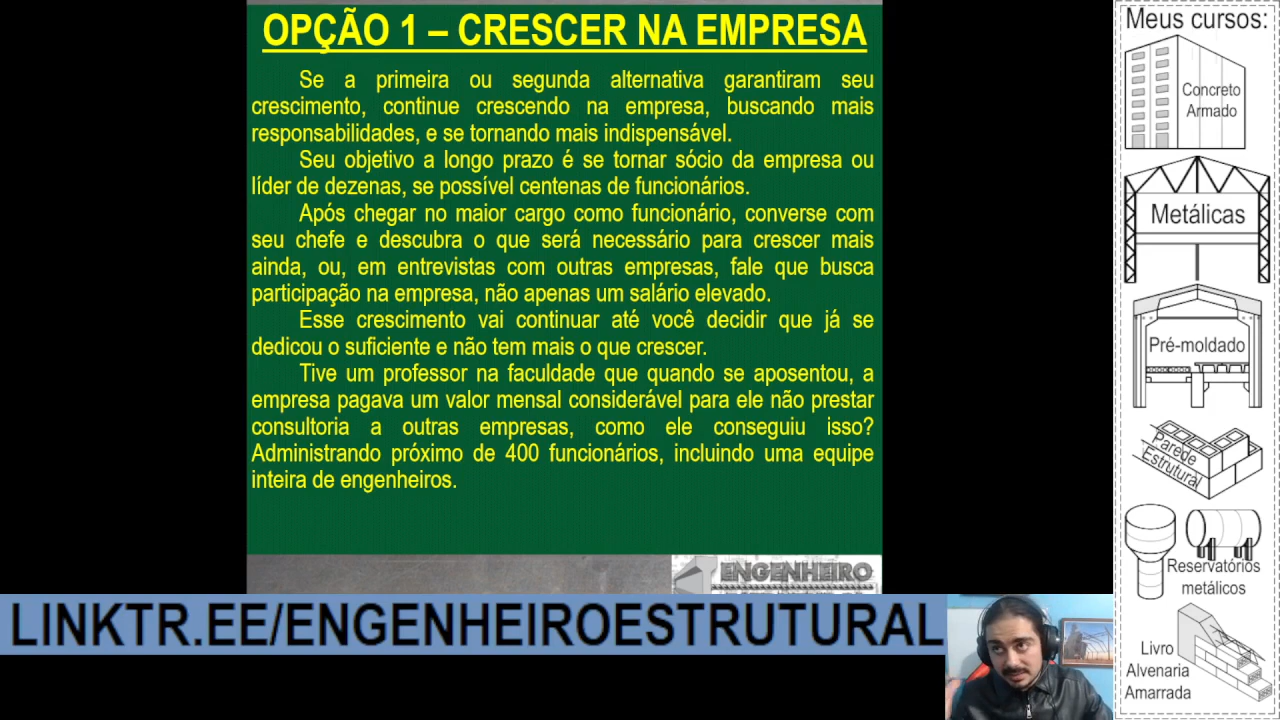 OPÇÃO 1 – CRESCER NA EMPRESA
Se a primeira ou segunda alternativa garantiram seu
crescimento, continue crescendo na empresa, buscando mais
responsabilidades, e se tornando mais indispensável.
Seu objetivo a longo prazo é se tornar sócio da empresa ou
líder de dezenas, se possível centenas de funcionários.
Após chegar no maior cargo como funcionário, converse com
seu chefe e descubra o que será necessário para crescer mais
ainda, ou, em entrevistas com outras empresas, fale que busca
participação na empresa, não apenas um salário elevado.
Esse crescimento vai continuar até você decidir que já se
dedicou o suficiente e não tem mais o que crescer.
Tive um professor na faculdade que quando se aposentou, a
empresa pagava um valor mensal considerável para ele não prestar
consultoria a outras empresas, como ele conseguiu isso?
Administrando próximo de 400 funcionários, incluindo uma equipe
inteira de engenheiros.
ENGENHEIRO
LINKTR.EE/ENGENHEIROESTRUTURAL
Meus cursos:
Concreto
Armado
Metálicas
Pré-moldado
Parede
Estrutural
Reservatórios
metálicos
Livro
Alvenaria
Amarrada